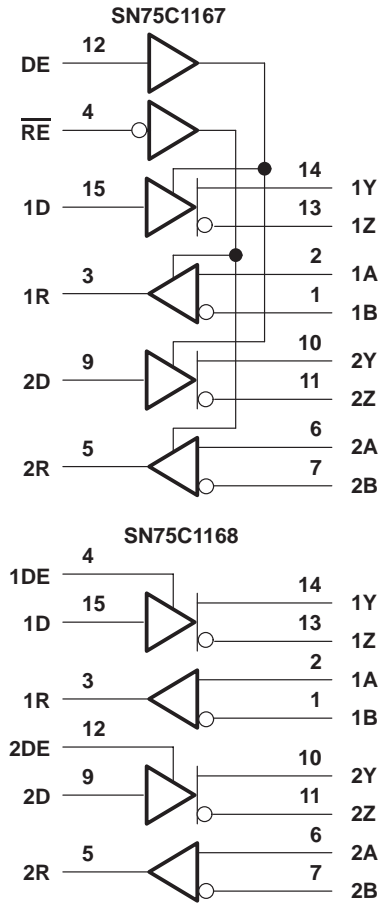 SN75C1167
DE 12
RE 4
1D 15 14 1Y
13 1Z
1R 3 2 1A
1 1B
2D 9 10 2Y
11 2Z
2R 5 6 2A
7 2B
SN75C1168
1DE 4
1D 15 14 1Y
13 1Z
1R 3 2 1A
1 1B
2DE 12
2D 9 10 2Y
11 2Z
2R 5 6 2A
7 2B